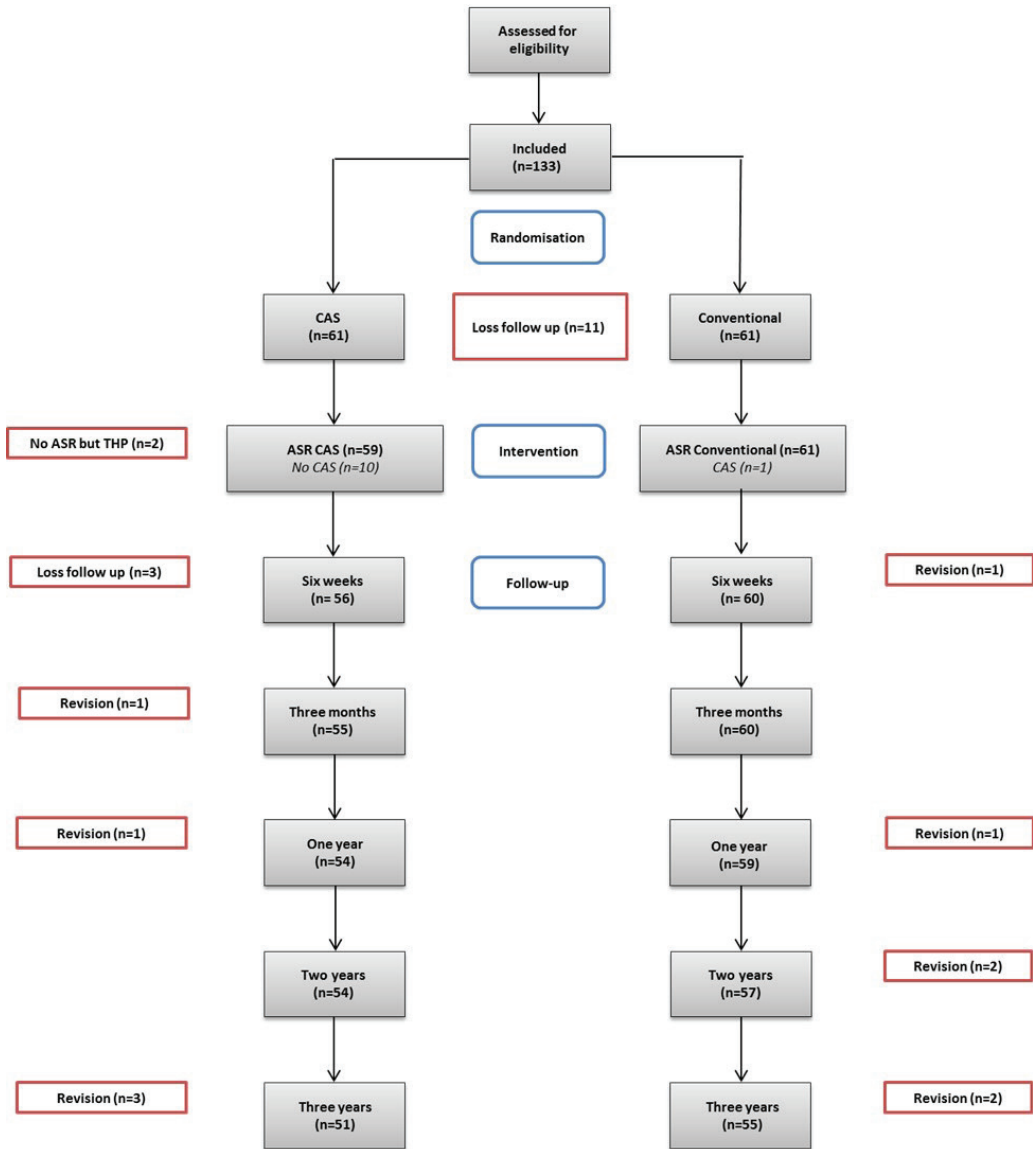 Assessed for
eligibility
Included
(n=133)
Randomisation
CAS
(n=61)
Loss follow up (n=11)
Conventional
(n=61)
No ASR but THP (n=2)
ASR CAS (n=59)
No CAS (n=10)
Intervention
ASR Conventional (n=61)
CAS (n=1)
Loss follow up (n=3)
Six weeks
(n= 56)
Follow-up
Six weeks
(n= 60)
Revision (n=1)
Revision (n=1)
Three months
(n=55)
Three months
(n=60)
Revision (n=1)
One year
(n=54)
One year
(n=59)
Revision (n=1)
Two years
(n=54)
Two years
(n=57)
Revision (n=2)
Revision (n=3)
Three years
(n=51)
Three years
(n=55)
Revision (n=2)